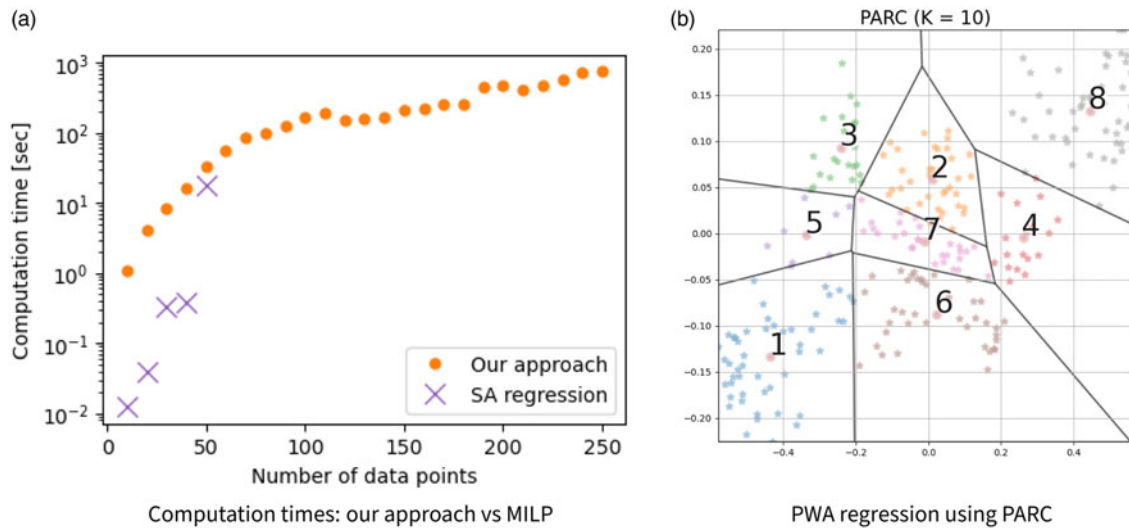 (a)
Computation time [sec]
10³
10²
10¹
10⁰
10⁻¹
10⁻²
Our approach
SA regression
0 50 100 150 200 250
Number of data points
Computation times: our approach vs MILP
(b)
PARC (K = 10)
0.20
0.15
0.10
0.05
0.00
−0.05
−0.10
−0.15
−0.20
8
3
2
5
7
4
6
1
−0.4 −0.2 0.0 0.2 0.4
PWA regression using PARC